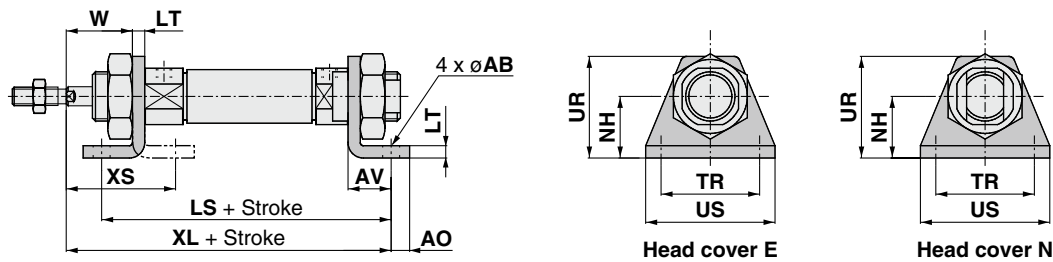 W
LT
4 x øAB
LT
XS
AV
LS + Stroke
XL + Stroke
AO
UR
NH
TR
US
Head cover E
UR
NH
TR
US
Head cover N